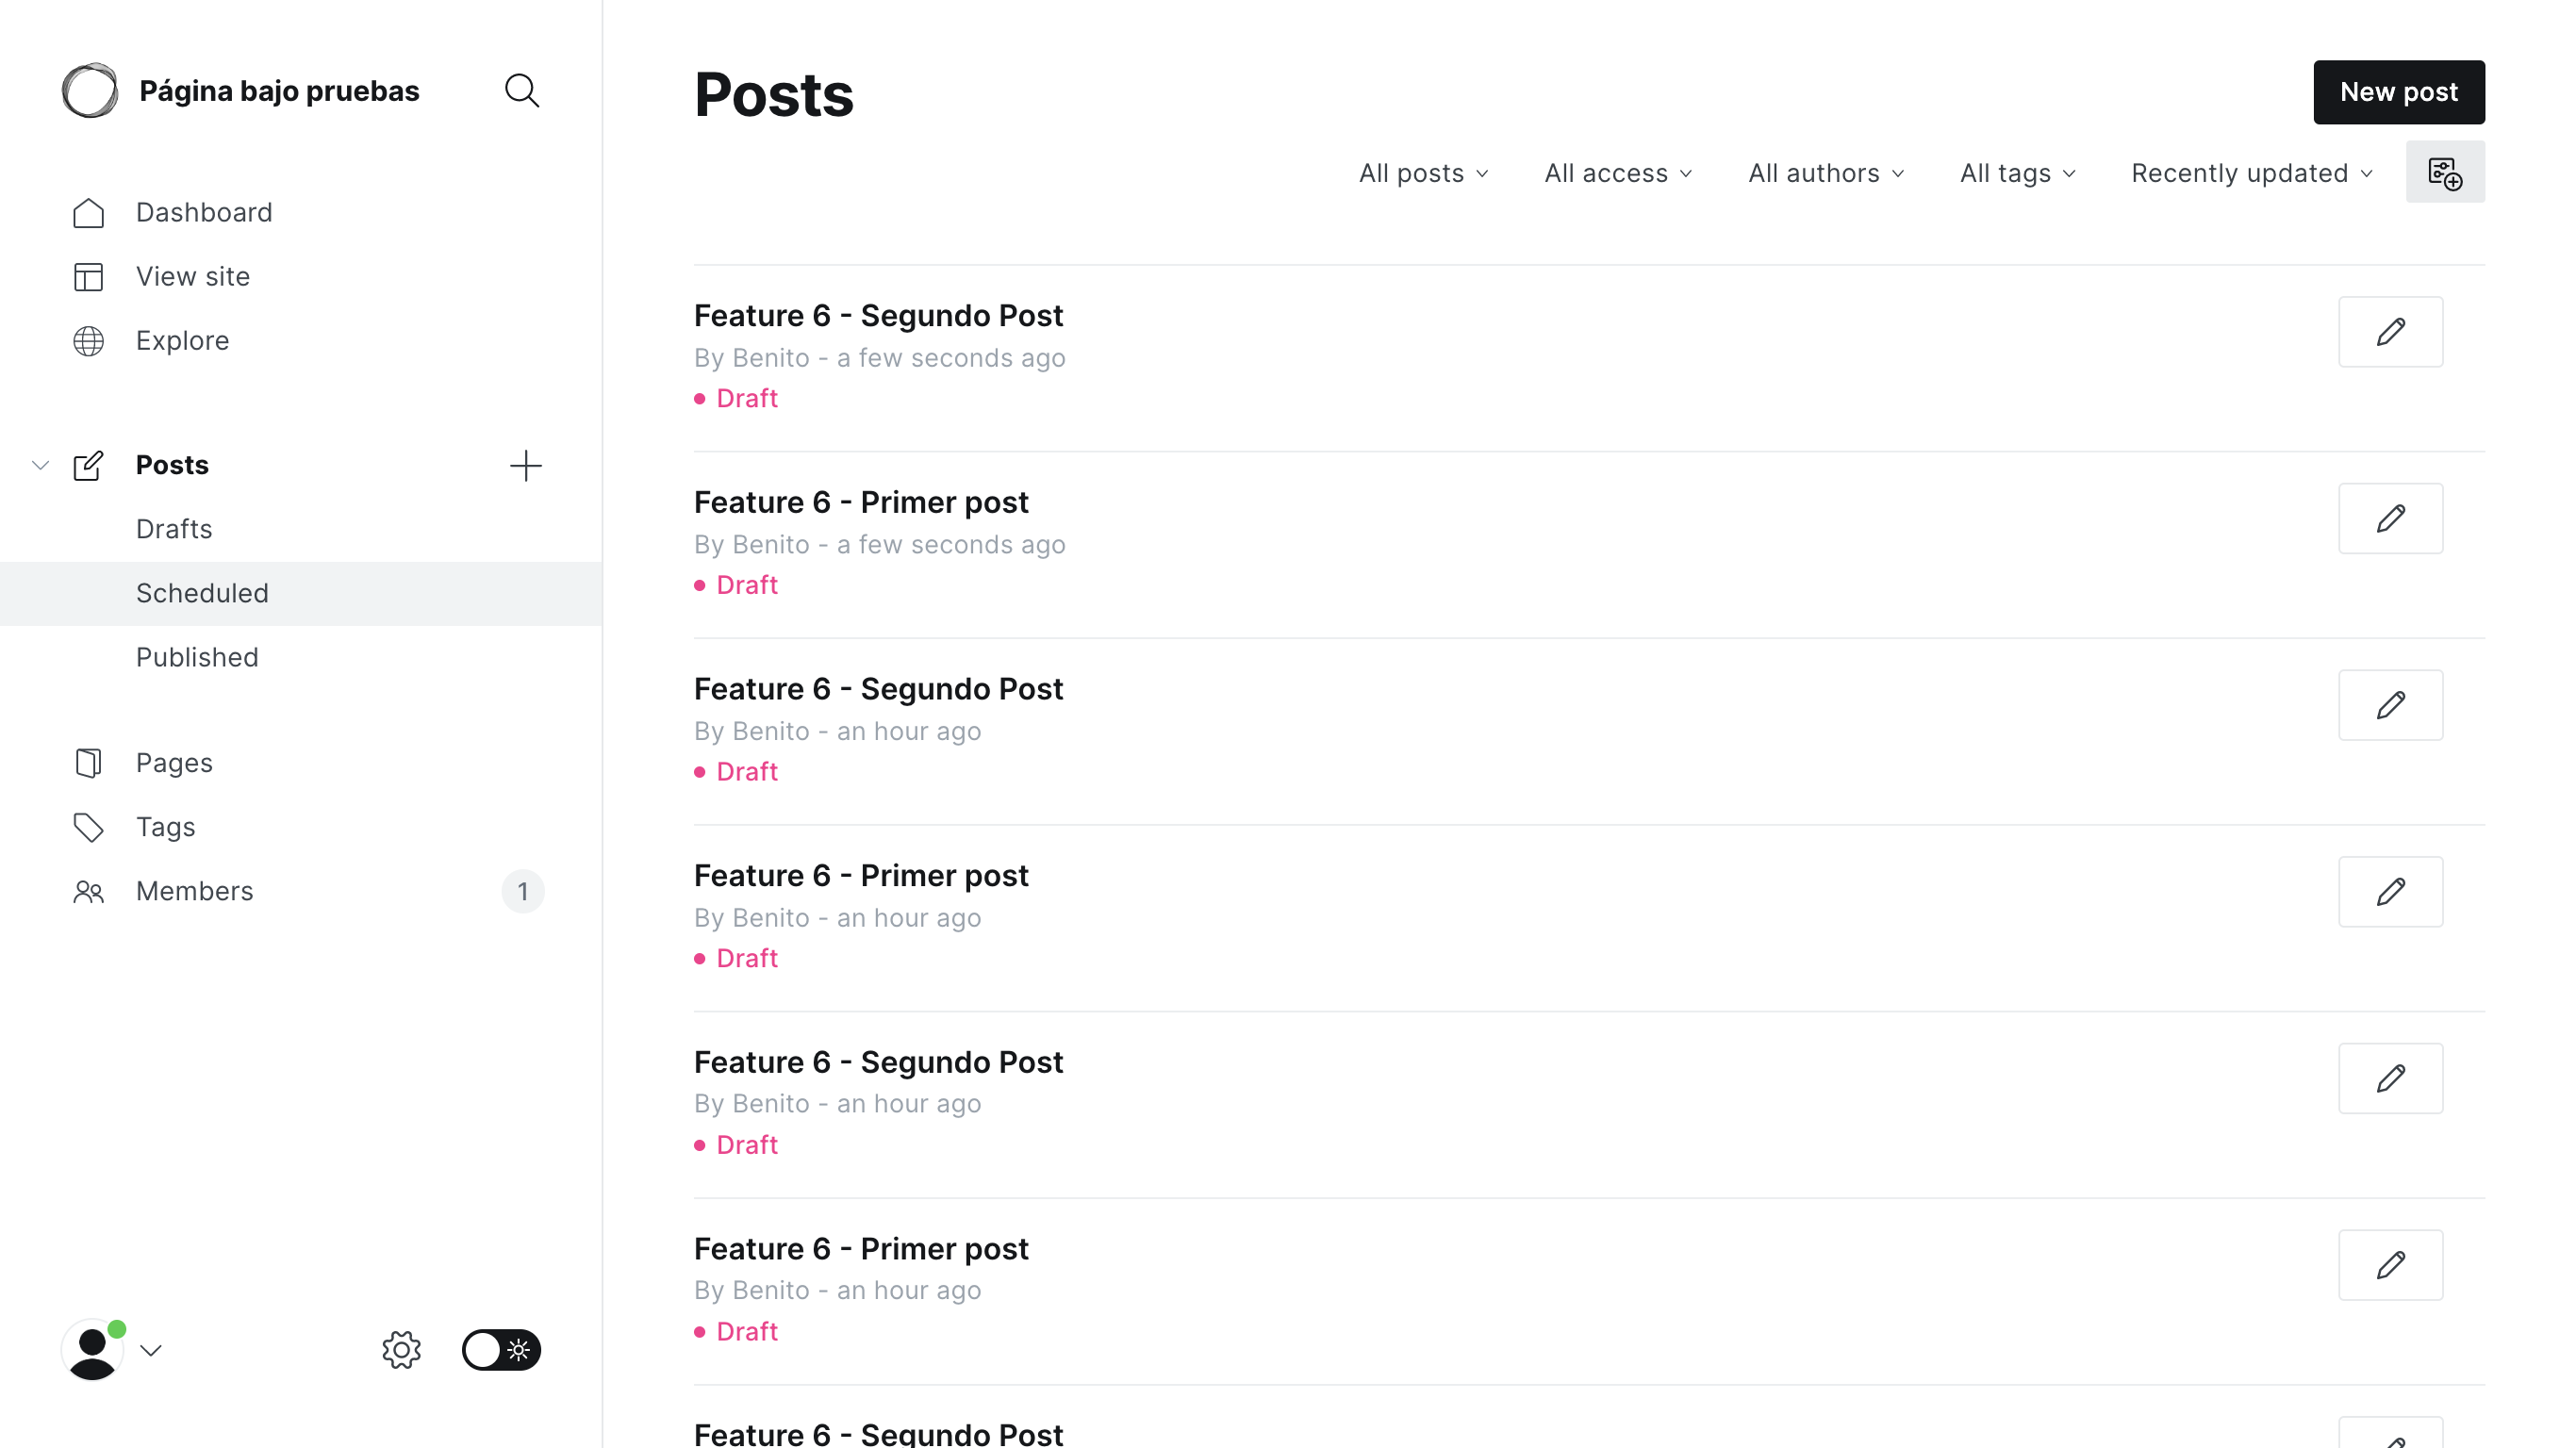 Página bajo pruebas
Dashboard
View site
Explore
Posts
Drafts
Scheduled
Published
Pages
Tags
Members
1
Posts
New post
All posts
All access
All authors
All tags
Recently updated
Feature 6 - Segundo Post
By Benito - a few seconds ago
Draft
Feature 6 - Primer post
By Benito - a few seconds ago
Draft
Feature 6 - Segundo Post
By Benito - an hour ago
Draft
Feature 6 - Primer post
By Benito - an hour ago
Draft
Feature 6 - Segundo Post
By Benito - an hour ago
Draft
Feature 6 - Primer post
By Benito - an hour ago
Draft
Feature 6 - Segundo Post